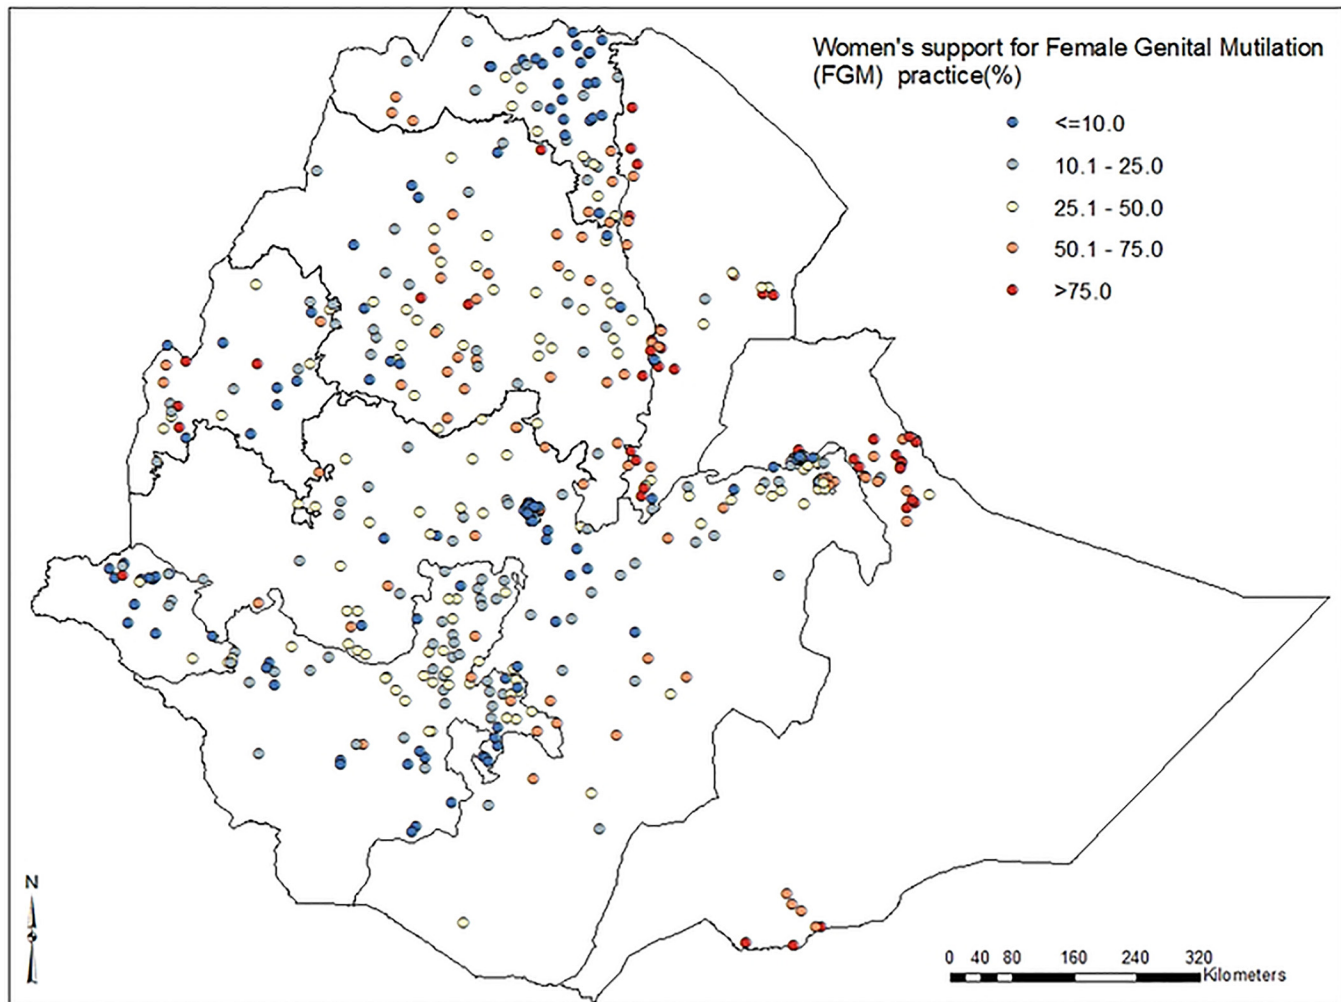 Women's support for Female Genital Mutilation
(FGM) practice(%)
<=10.0
10.1 - 25.0
25.1 - 50.0
50.1 - 75.0
>75.0
N
0 40 80 160 240 320
Kilometers